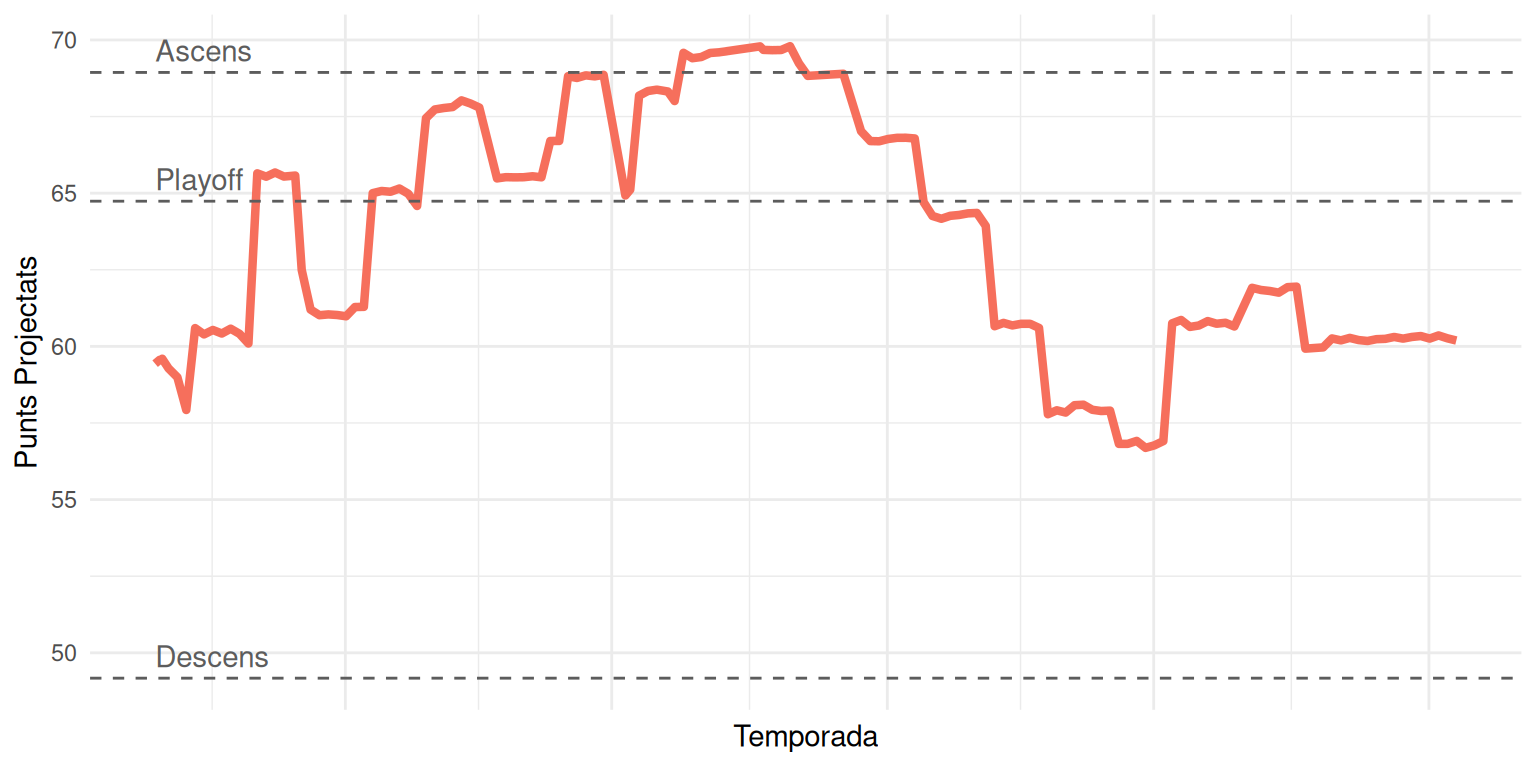 70
Ascens
Playoff
65
60
55
50
Descens
Punts Projectats
Temporada